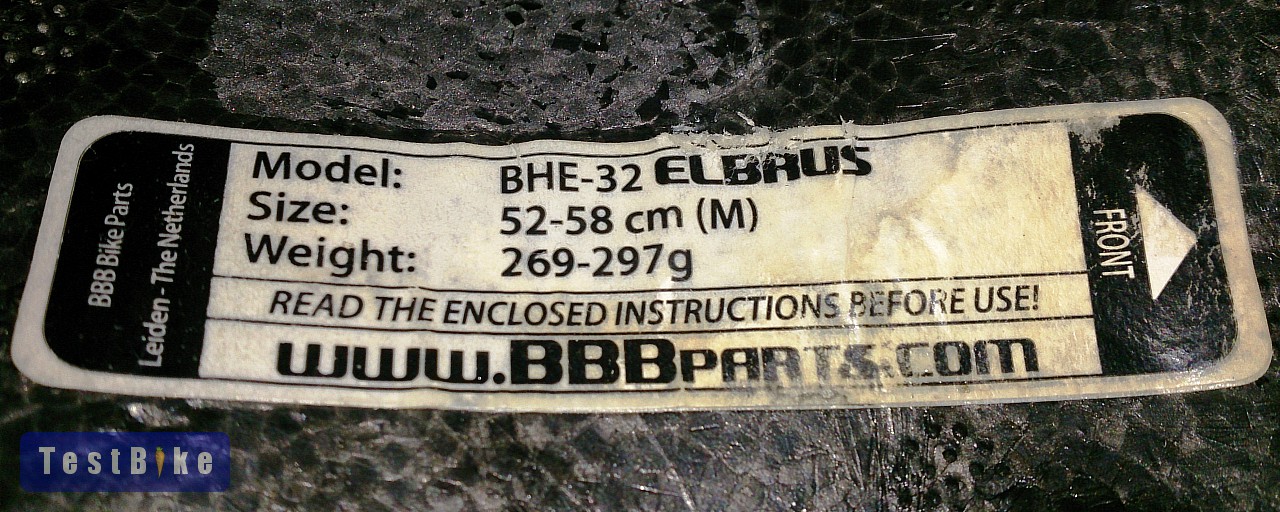 BBB Bike Parts
Leiden - The Netherlands
Model: BHE-32 ELBRUS
Size: 52-58 cm (M)
Weight: 269-297g
READ THE ENCLOSED INSTRUCTIONS BEFORE USE!
www.BBBPARTS.com
FRONT
TestBike